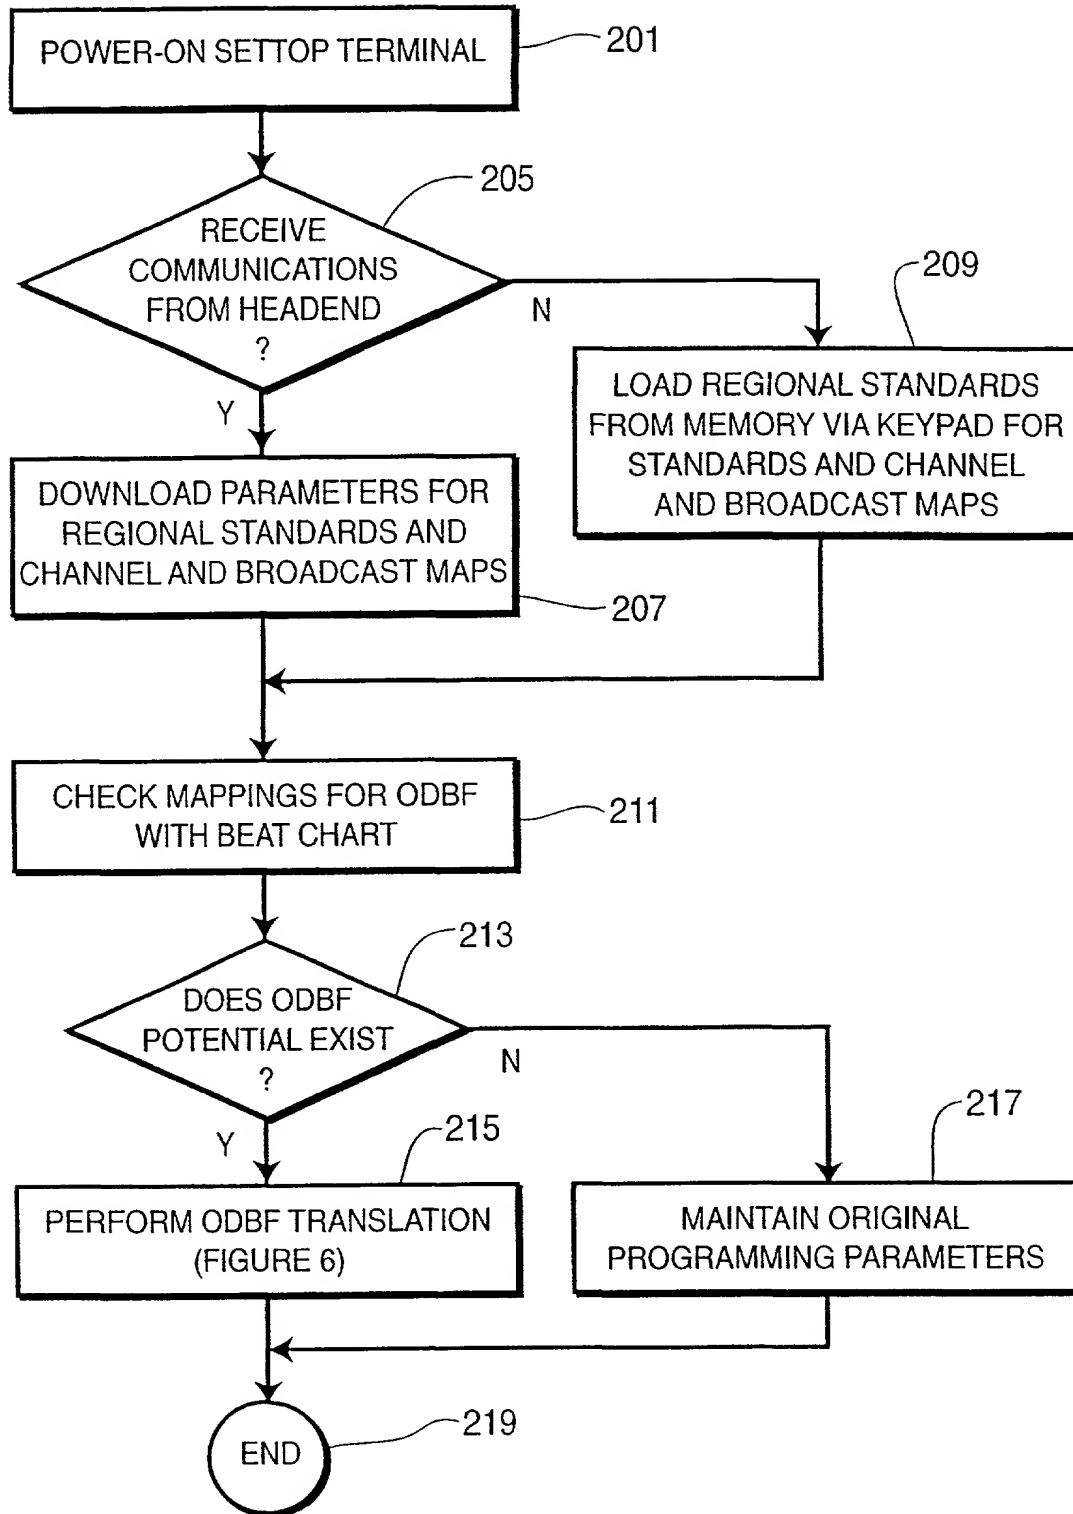 POWER-ON SETTOP TERMINAL
201
205
RECEIVE
COMMUNICATIONS
FROM HEADEND
?
N
Y
209
LOAD REGIONAL STANDARDS
FROM MEMORY VIA KEYPAD FOR
STANDARDS AND CHANNEL
AND BROADCAST MAPS
DOWNLOAD PARAMETERS FOR
REGIONAL STANDARDS AND
CHANNEL AND BROADCAST MAPS
207
CHECK MAPPINGS FOR ODBF
WITH BEAT CHART
211
213
DOES ODBF
POTENTIAL EXIST
?
N
Y
215
PERFORM ODBF TRANSLATION
(FIGURE 6)
217
MAINTAIN ORIGINAL
PROGRAMMING PARAMETERS
END
219